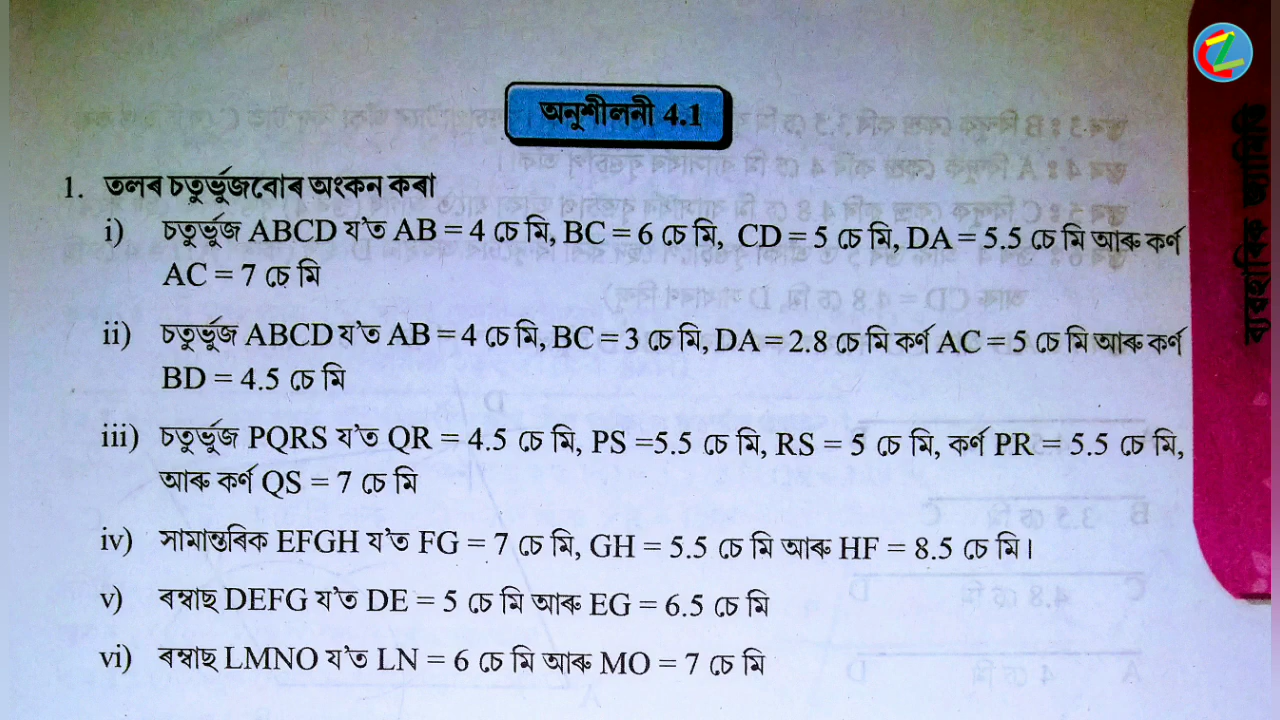 অনুশীলনী 4.1
1. তলৰ চতুৰ্ভুজবোৰ অংকন কৰা
i) চতুৰ্ভুজ ABCD য'ত AB = 4 চে মি, BC = 6 চে মি, CD = 5 চে মি, DA = 5.5 চে মি আৰু কৰ্ণ
AC = 7 চে মি
ii) চতুৰ্ভুজ ABCD য'ত AB = 4 চে মি, BC = 3 চে মি, DA = 2.8 চে মি কৰ্ণ AC = 5 চে মি আৰু কৰ্ণ
BD = 4.5 চে মি
iii) চতুৰ্ভুজ PQRS য'ত QR = 4.5 চে মি, PS =5.5 চে মি, RS = 5 চে মি, কৰ্ণ PR = 5.5 চে মি,
আৰু কৰ্ণ QS = 7 চে মি
iv) সামান্তৰিক EFGH য'ত FG = 7 চে মি, GH = 5.5 চে মি আৰু HF = 8.5 চে মি।
v) ৰম্বাছ DEFG য'ত DE = 5 চে মি আৰু EG = 6.5 চে মি
vi) ৰম্বাছ LMNO য'ত LN = 6 চে মি আৰু MO = 7 চে মি
ব্যৱহাৰিক জ্যামিতি